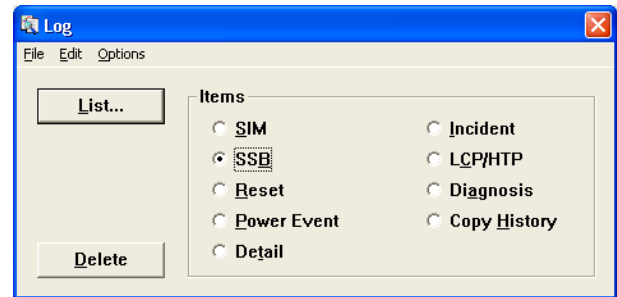 Log
File Edit Options
List...
Items
SIM
Incident
SSB
LCP/HTP
Reset
Diagnosis
Power Event
Copy History
Detail
Delete